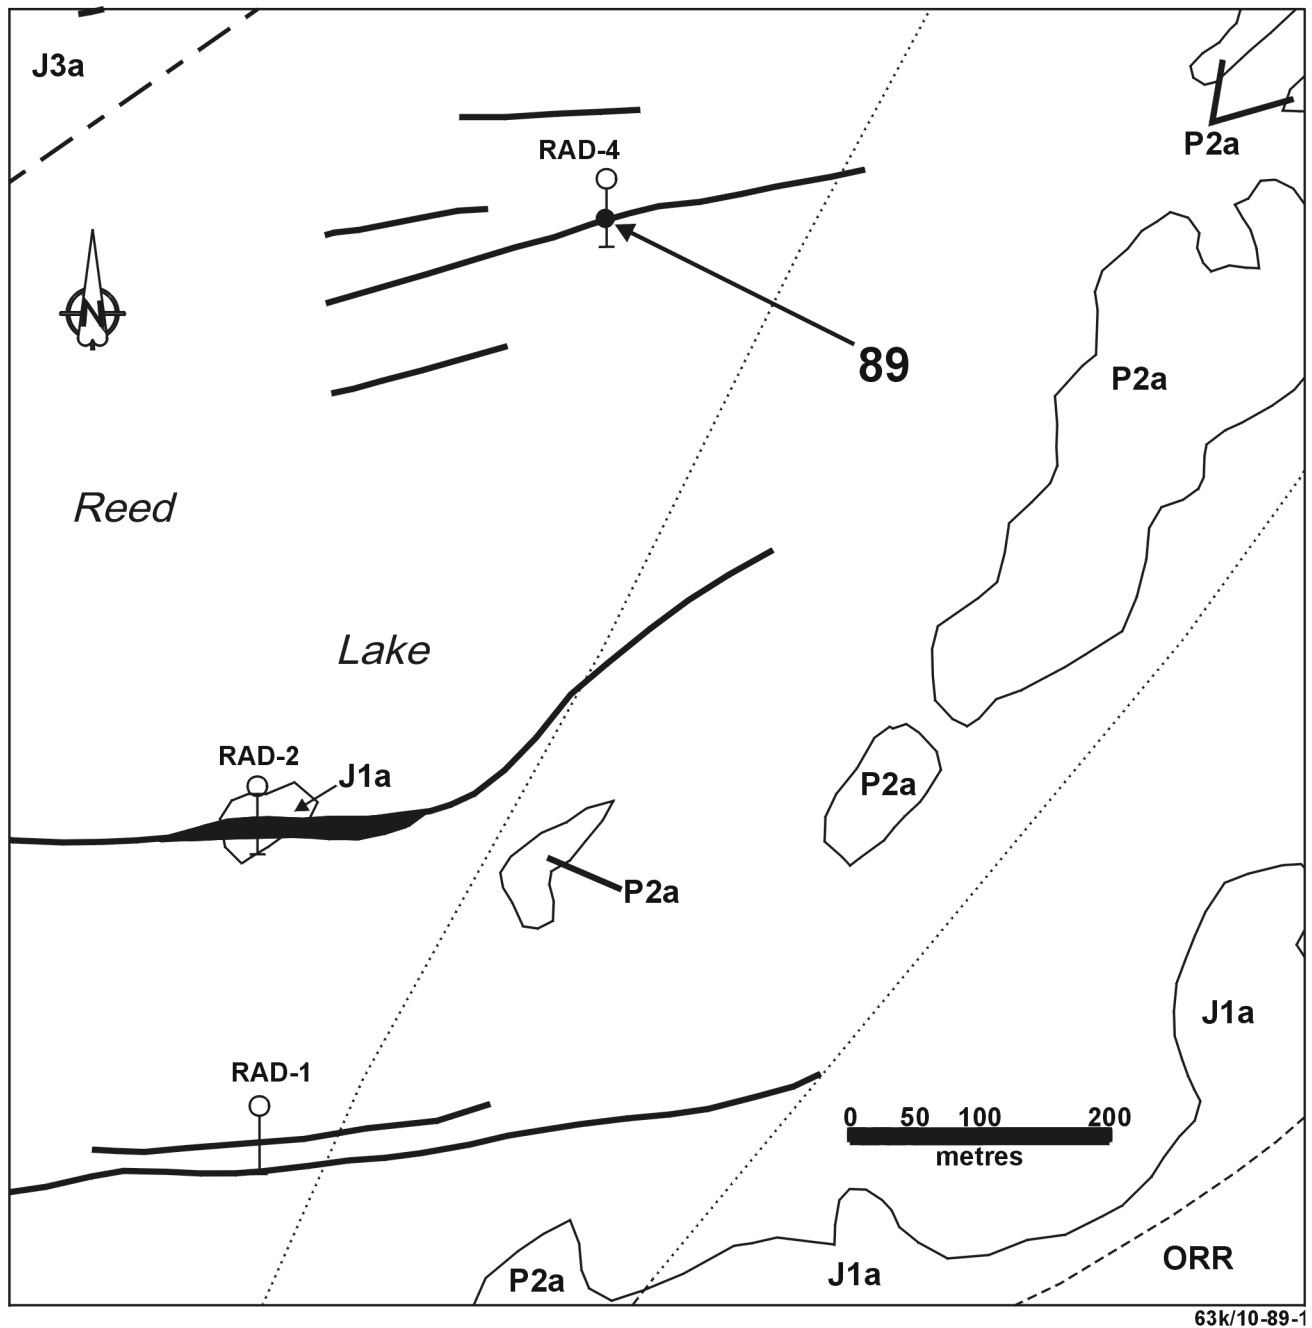 J3a
P2a
RAD-4
N
89
P2a
Reed
Lake
RAD-2
J1a
P2a
P2a
J1a
RAD-1
0 50 100 200
metres
ORR
P2a
J1a
63k/10-89-1